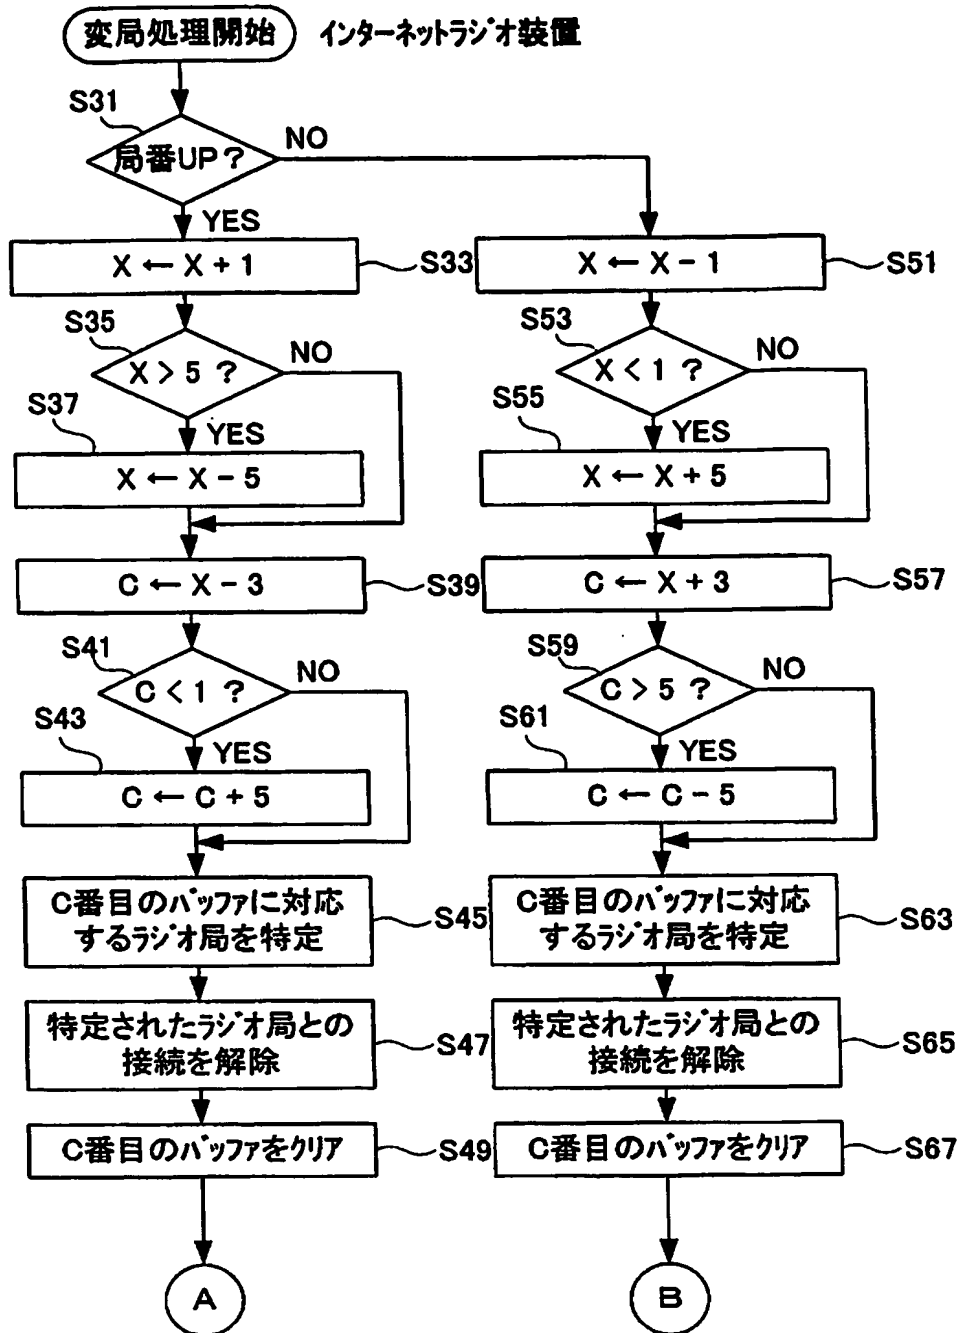 変局処理開始
インターネットラジオ装置
S31
局番UP?
NO
YES
X ← X + 1
S33
S35
X > 5 ?
NO
S37
YES
X ← X - 5
C ← X - 3
S39
S41
C < 1 ?
NO
S43
YES
C ← C + 5
C番目のバッファに対応
するラジオ局を特定
S45
特定されたラジオ局との
接続を解除
S47
C番目のバッファをクリア
S49
A
X ← X - 1
S51
S53
X < 1 ?
NO
S55
YES
X ← X + 5
C ← X + 3
S57
S59
C > 5 ?
NO
S61
YES
C ← C - 5
C番目のバッファに対応
するラジオ局を特定
S63
特定されたラジオ局との
接続を解除
S65
C番目のバッファをクリア
S67
B